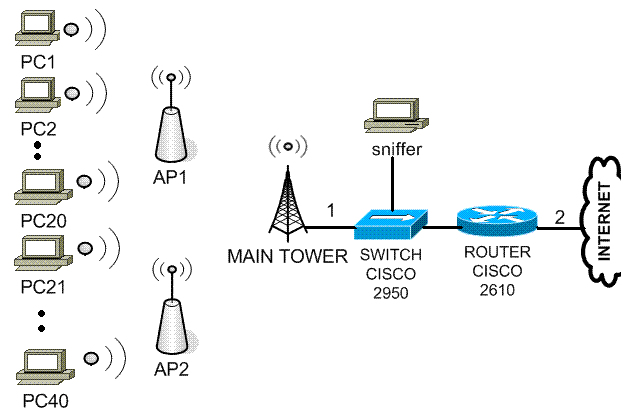 PC1
PC2
PC20
PC21
PC40
AP1
AP2
MAIN TOWER
1
sniffer
SWITCH
CISCO
2950
ROUTER
CISCO
2610
2
INTERNET